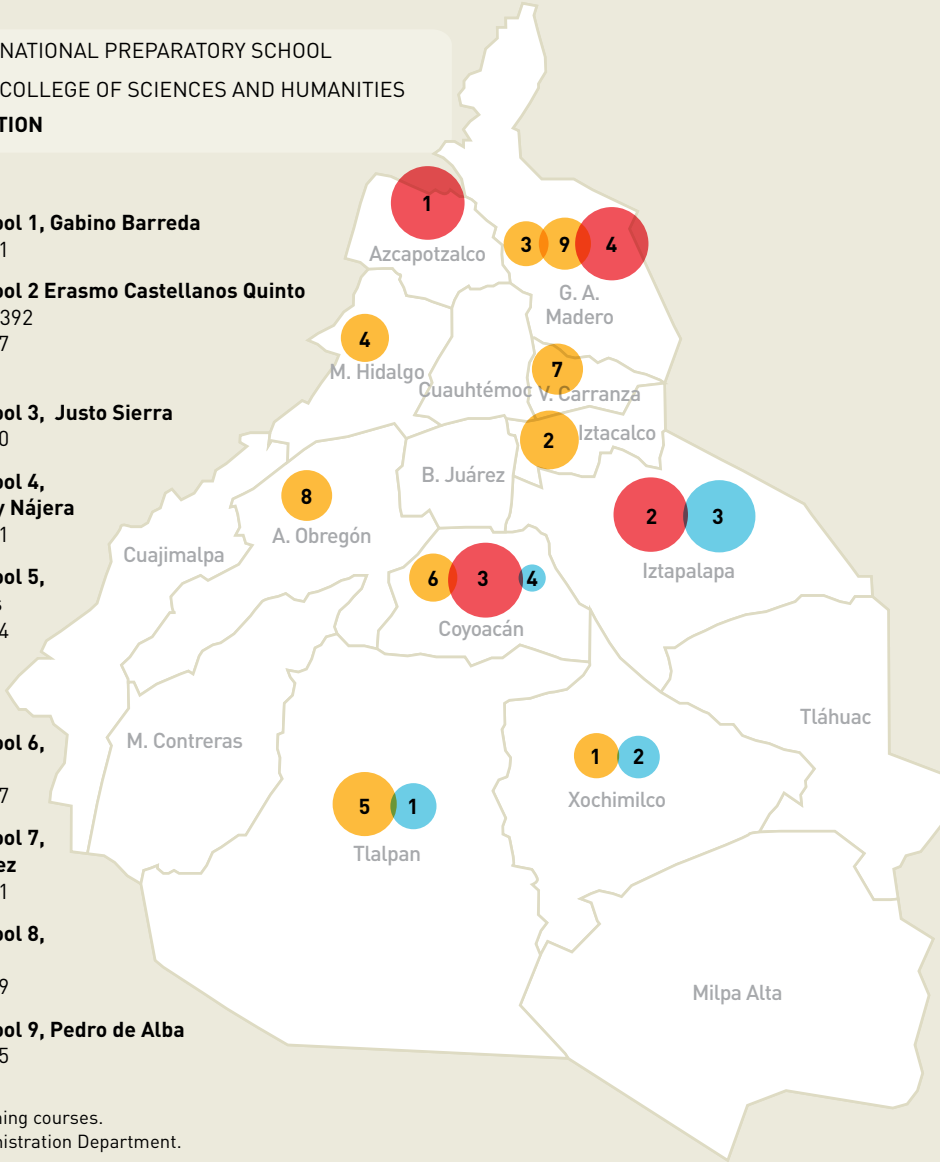 NATIONAL PREPARATORY SCHOOL
COLLEGE OF SCIENCES AND HUMANITIES
TION
ool 1, Gabino Barreda
1
ool 2 Erasmo Castellanos Quinto
392
7
ool 3, Justo Sierra
0
ool 4,
y Nájera
1
ool 5,
s
4
ool 6,
7
ool 7,
ez
1
ool 8,
9
ool 9, Pedro de Alba
5
ning courses.
nistration Department.
1
Azcapotzalco
3 9 4
G. A.
Madero
4
M. Hidalgo
7
Cuauhtémoc V. Carranza
2 Iztacalco
B. Juárez
8
A. Obregón
Cuajimalpa
2 3
Iztapalapa
6 3 4
Coyoacán
Tláhuac
M. Contreras
1 2
Xochimilco
5 1
Tlalpan
Milpa Alta